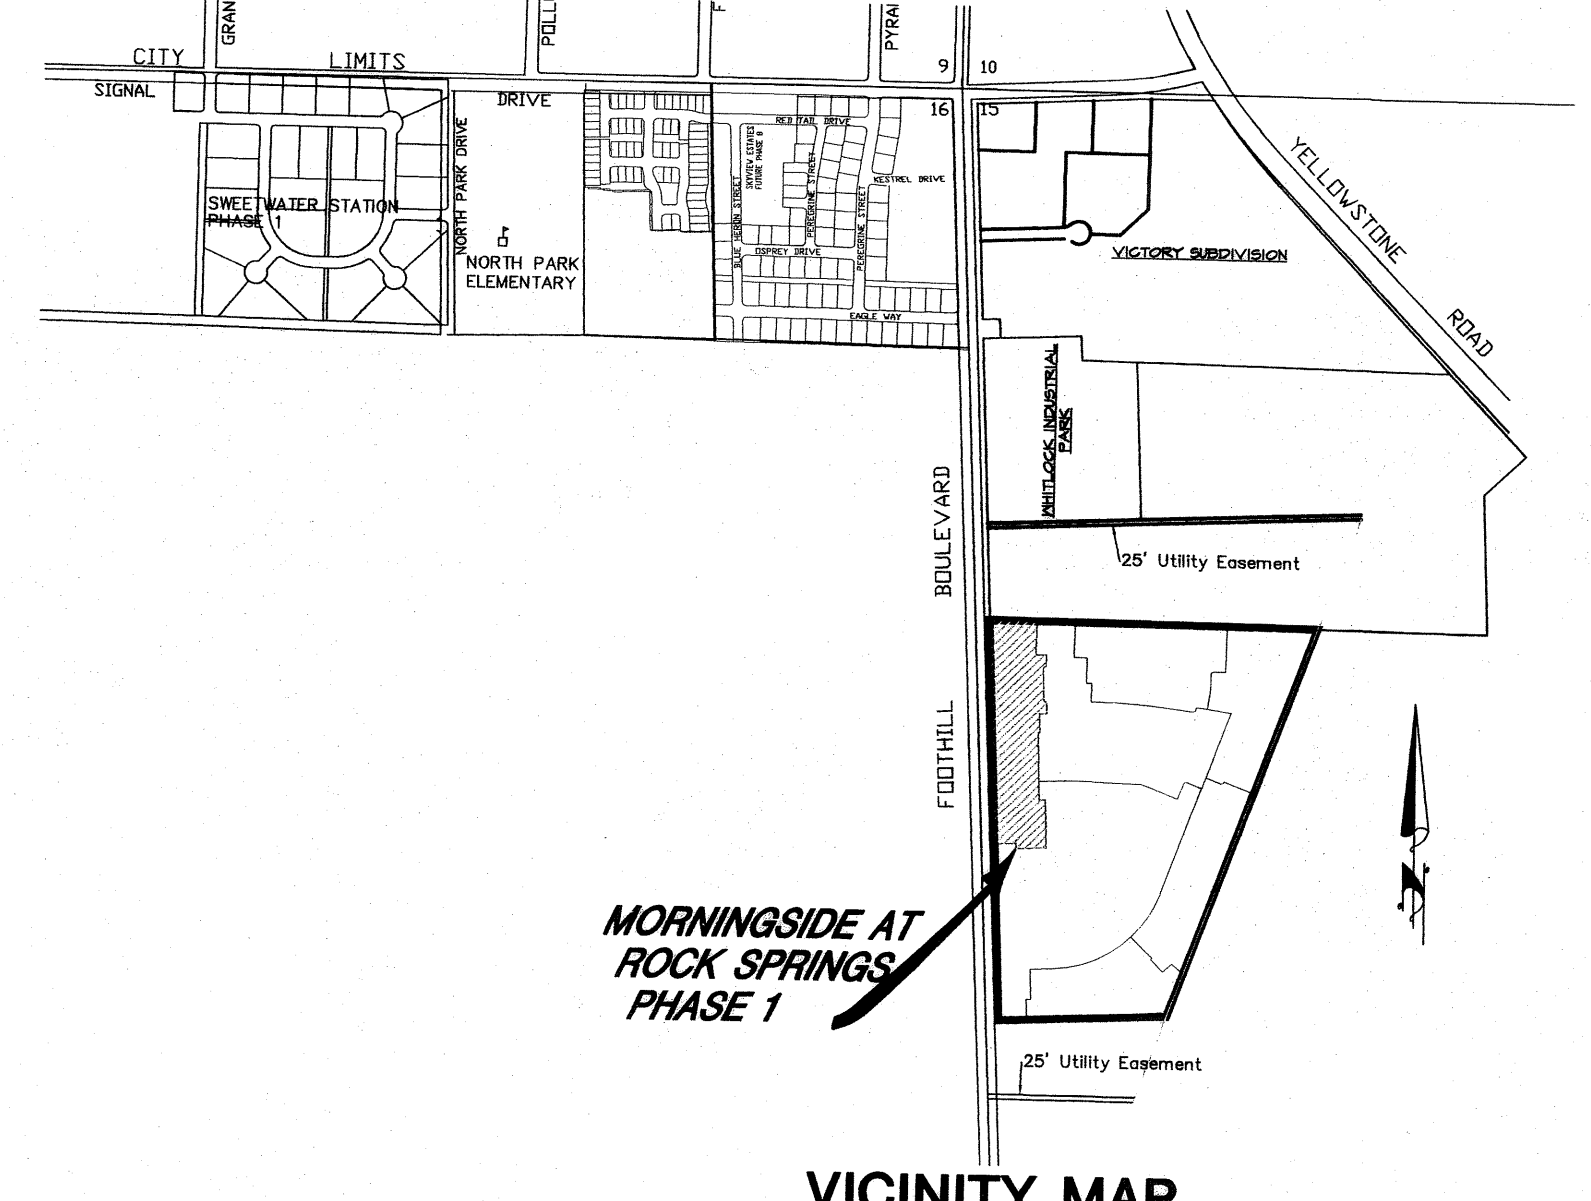 CITY LIMITS
SIGNAL DRIVE
9
10
16
15
NORTH PARK DRIVE
SWEETWATER STATION
PHASE 1
NORTH PARK
ELEMENTARY
RED TAIL DRIVE
SKYVIEW ESTATES
FUTURE PHASE 8
PEREGRINE STREET
KESTREL DRIVE
BLUE HERON STREET
PEREGRINE STREET
OSPREY DRIVE
EAGLE WAY
YELLOWSTONE ROAD
VICTORY SUBDIVISION
WHITLOCK INDUSTRIAL
PARK
FOOTHILL BOULEVARD
25' Utility Easement
MORNINGSIDE AT
ROCK SPRINGS
PHASE 1
25' Utility Easement
VICINITY MAP